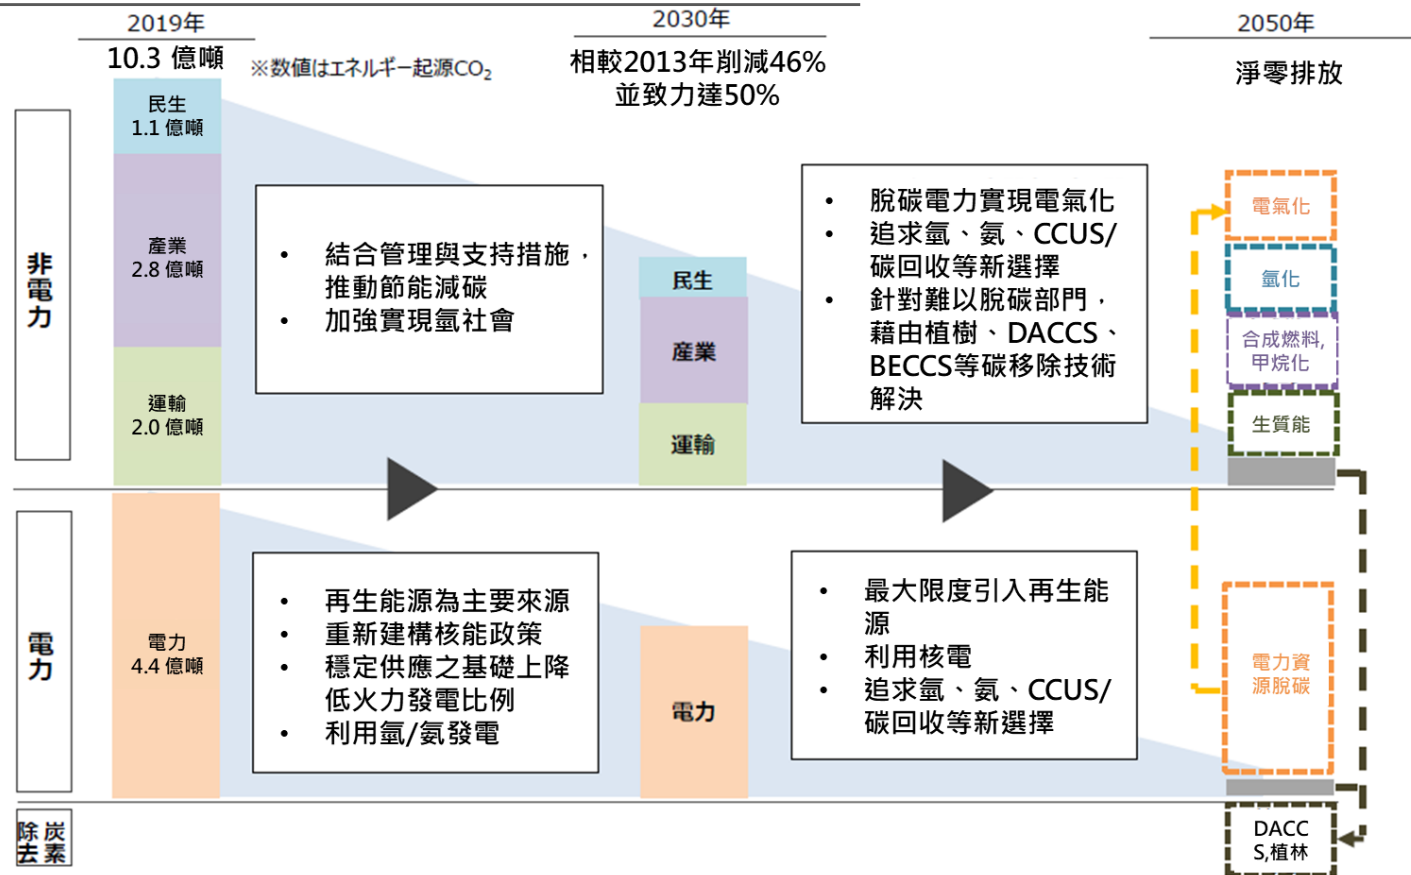 2019年
2030年
2050年
10.3 億噸
※数値はエネルギー起源CO₂
相較2013年削減46%
並致力達50%
淨零排放
非電力
民生
1.1 億噸
產業
2.8 億噸
運輸
2.0 億噸
• 結合管理與支持措施，
推動節能減碳
• 加強實現氫社會
民生
産業
運輸
• 脫碳電力實現電氣化
• 追求氫、氨、CCUS/
碳回收等新選擇
• 針對難以脫碳部門，
藉由植樹、DACCS、
BECCS等碳移除技術
解決
電氣化
氫化
合成燃料,
甲烷化
生質能
電力
電力
4.4 億噸
• 再生能源為主要來源
• 重新建構核能政策
• 穩定供應之基礎上降
低火力發電比例
• 利用氫/氨發電
電力
• 最大限度引入再生能
源
• 利用核電
• 追求氫、氨、CCUS/
碳回收等新選擇
電力資
源脫碳
除炭
去素
DACC
S,植林